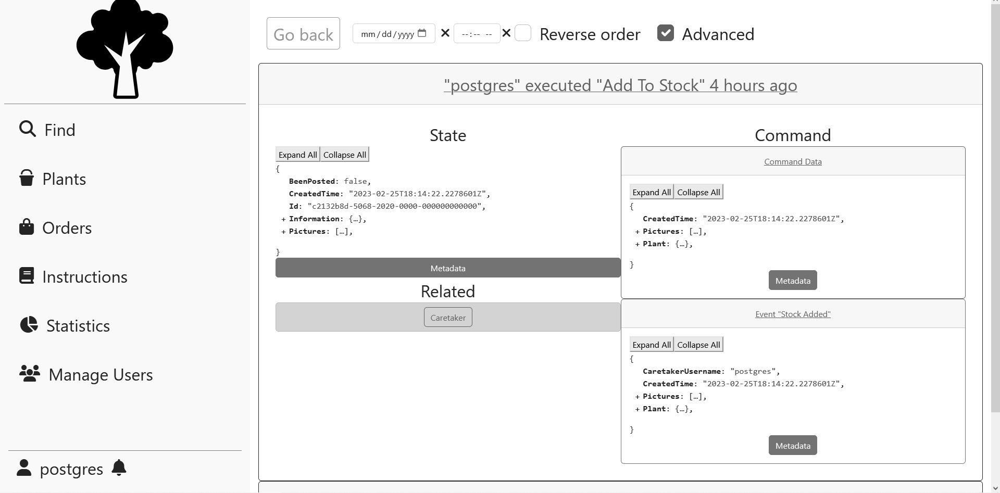 Go back
mm/dd/yyyy
--:-- --
Reverse order
Advanced
Find
Plants
Orders
Instructions
Statistics
Manage Users
postgres
"postgres" executed "Add To Stock" 4 hours ago
State
Expand All Collapse All
{
BeenPosted: false,
CreatedTime: "2023-02-25T18:14:22.2278601Z",
Id: "c2132b8d-5068-2020-0000-000000000000",
+ Information: {…},
+ Pictures: […],
}
Metadata
Related
Caretaker
Command
Command Data
Expand All Collapse All
{
CreatedTime: "2023-02-25T18:14:22.2278601Z",
+ Pictures: […],
+ Plant: {…},
}
Metadata
Event "Stock Added"
Expand All Collapse All
{
CaretakerUsername: "postgres",
CreatedTime: "2023-02-25T18:14:22.2278601Z",
+ Pictures: […],
+ Plant: {…},
}
Metadata